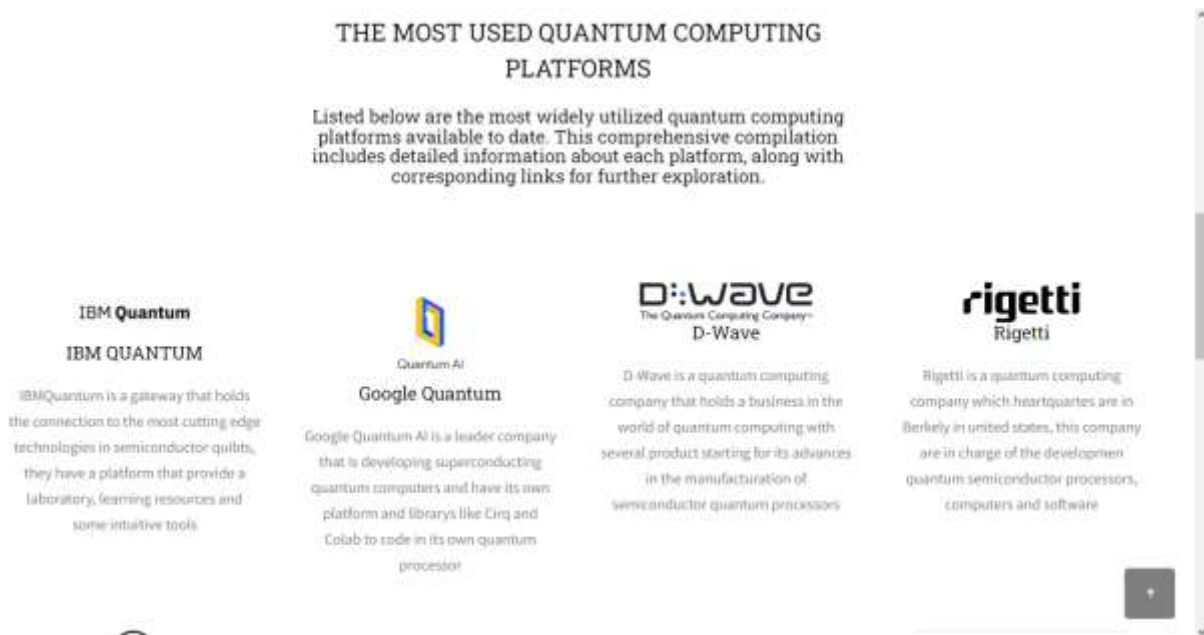 THE MOST USED QUANTUM COMPUTING
PLATFORMS
Listed below are the most widely utilized quantum computing
platforms available to date. This comprehensive compilation
includes detailed information about each platform, along with
corresponding links for further exploration.
IBM Quantum
IBM QUANTUM
IBMQuantum is a gateway that holds
the connection to the most cutting edge
technologies in semiconductor quibts,
they have a platform that provide a
laboratory, learning resources and
some intuitive tools
Quantum AI
Google Quantum
Google Quantum AI is a leader company
that is developing superconducting
quantum computers and have its own
platform and librarys like Cirq and
Colab to code in its own quantum
processor
D:wave
The Quantum Computing Company™
D-Wave
D-Wave is a quantum computing
company that holds a business in the
world of quantum computing with
several product starting for its advances
in the manufacturation of
semiconductor quantum processors
rigetti
Rigetti
Rigetti is a quantum computing
company which heartquartes are in
Berkely in united states, this company
are in charge of the developmen
quantum semiconductor processors,
computers and software